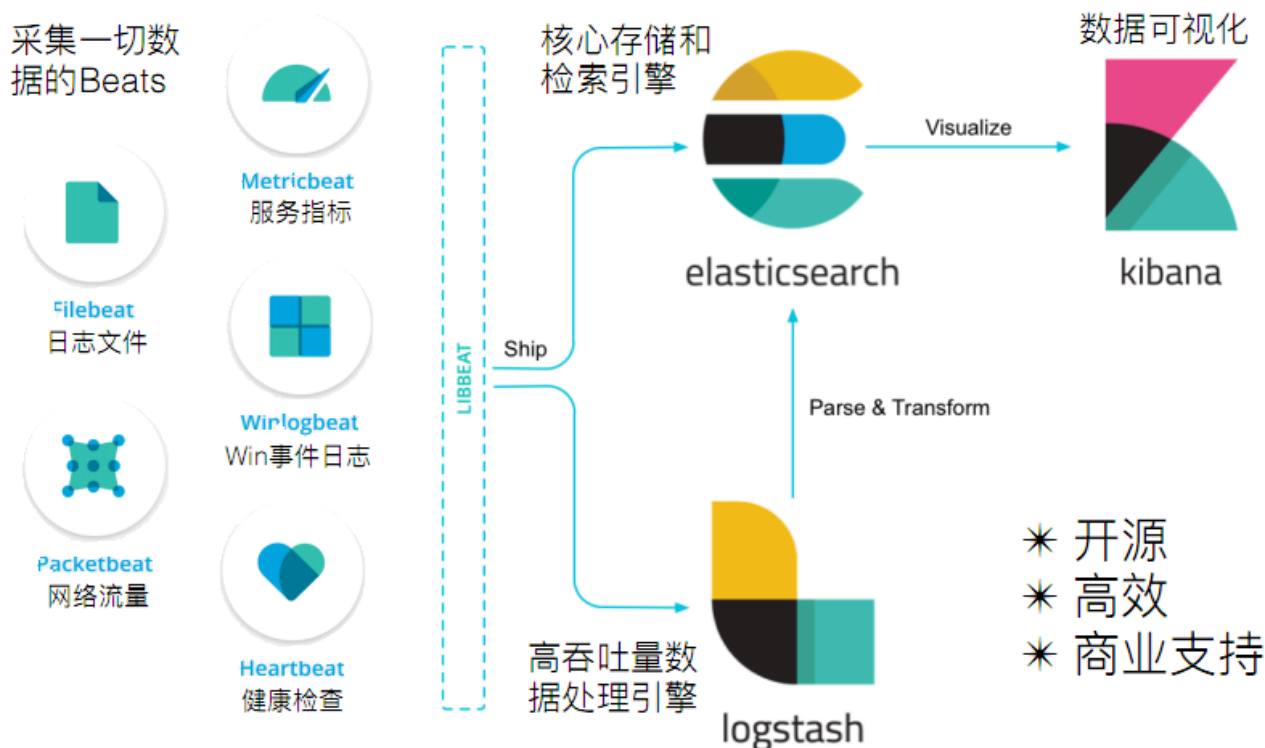 采集一切数
据的Beats
Metricbeat
服务指标
Filebeat
日志文件
Winlogbeat
Win事件日志
Packetbeat
网络流量
Heartbeat
健康检查
LIBBEAT
Ship
核心存储和
检索引擎
elasticsearch
Visualize
数据可视化
kibana
Parse & Transform
高吞吐量数
据处理引擎
logstash
✴ 开源
✴ 高效
✴ 商业支持